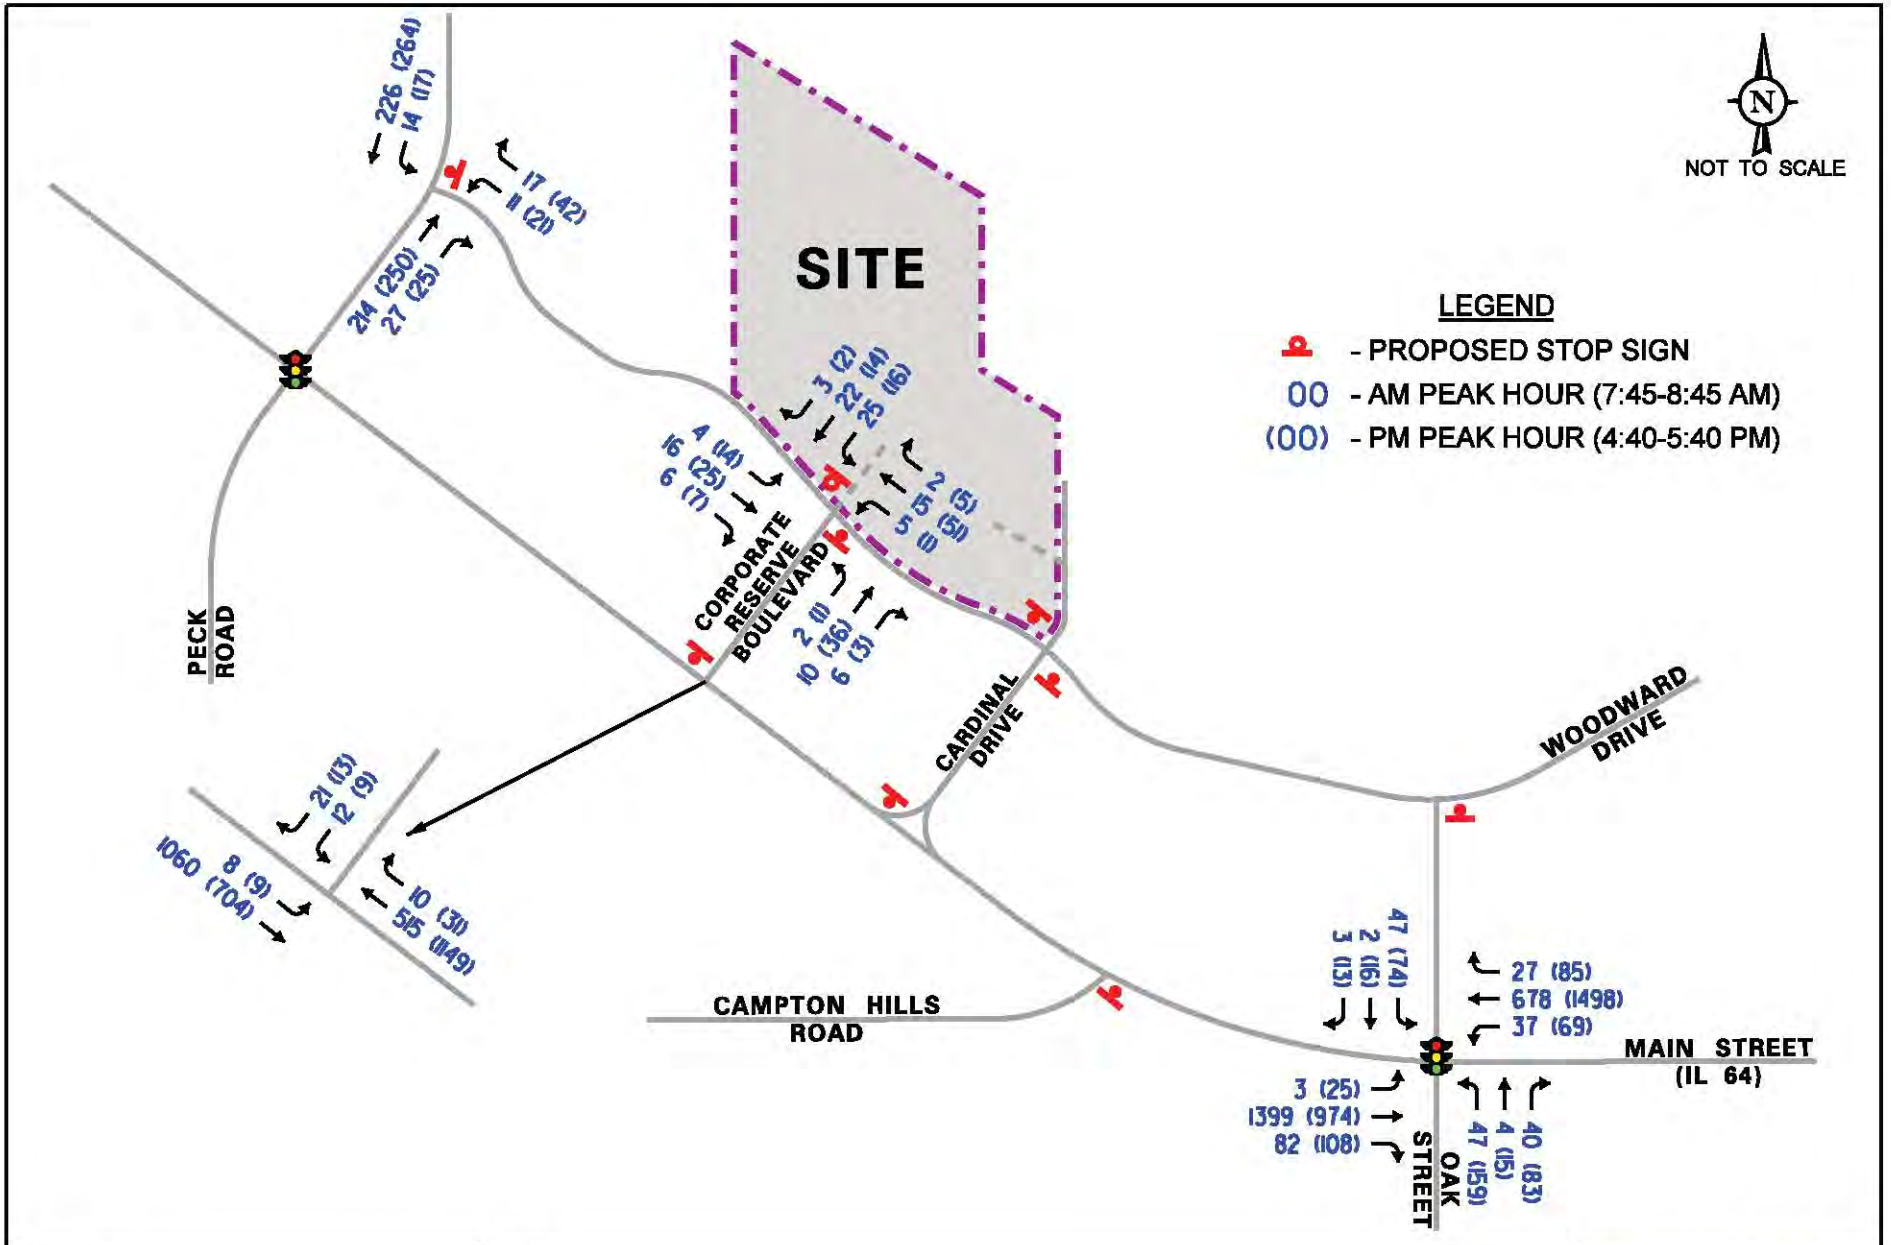 226 (264)
14 (17)
17 (42)
11 (21)
214 (250)
27 (25)
N
NOT TO SCALE
SITE
LEGEND
- PROPOSED STOP SIGN
00 - AM PEAK HOUR (7:45-8:45 AM)
(00) - PM PEAK HOUR (4:40-5:40 PM)
3 (2)
22 (14)
25 (16)
4 (14)
16 (25)
6 (7)
2 (5)
15 (51)
5 (1)
CORPORATE
RESERVE
BOULEVARD
2 (1)
10 (36)
6 (3)
PECK
ROAD
CARDINAL
DRIVE
WOODWARD
DRIVE
21 (13)
12 (9)
8 (9)
1060 (704)
10 (31)
515 (1149)
CAMPTON HILLS
ROAD
47 (74)
2 (16)
3 (13)
27 (85)
678 (1498)
37 (69)
MAIN STREET
(IL 64)
3 (25)
1399 (974)
82 (108)
OAK
STREET
47 (159)
4 (15)
40 (83)